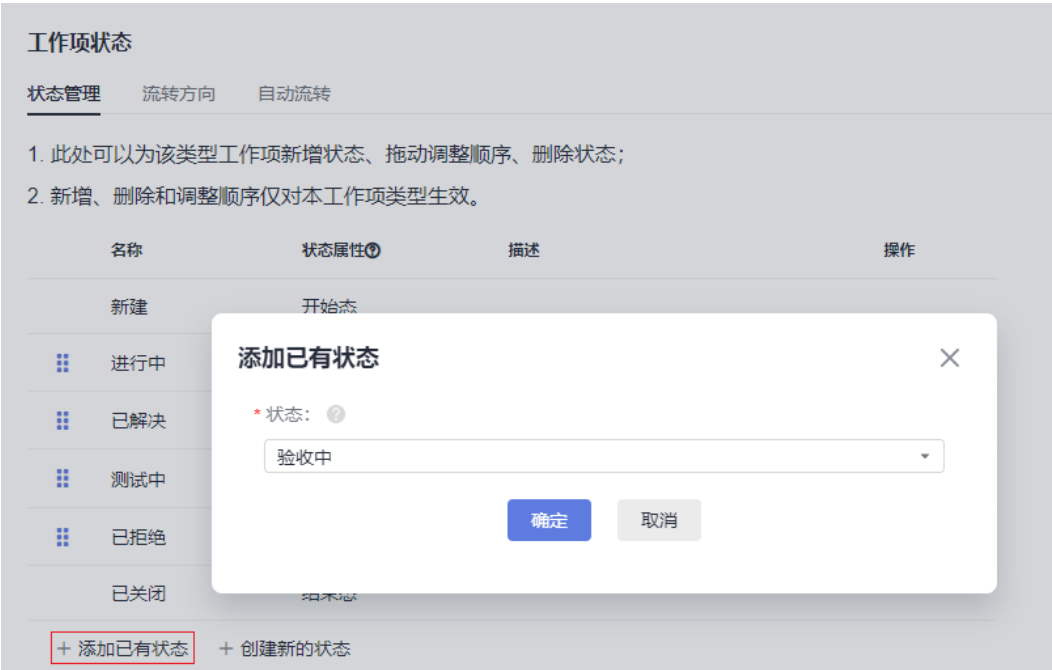 工作项状态
状态管理 流转方向 自动流转
1. 此处可以为该类型工作项新增状态、拖动调整顺序、删除状态；
2. 新增、删除和调整顺序仅对本工作项类型生效。
名称 状态属性 描述 操作
新建 开始态
进行中
已解决
测试中
已拒绝
已关闭 结束态
添加已有状态
* 状态：
验收中
确定 取消
+ 添加已有状态 + 创建新的状态